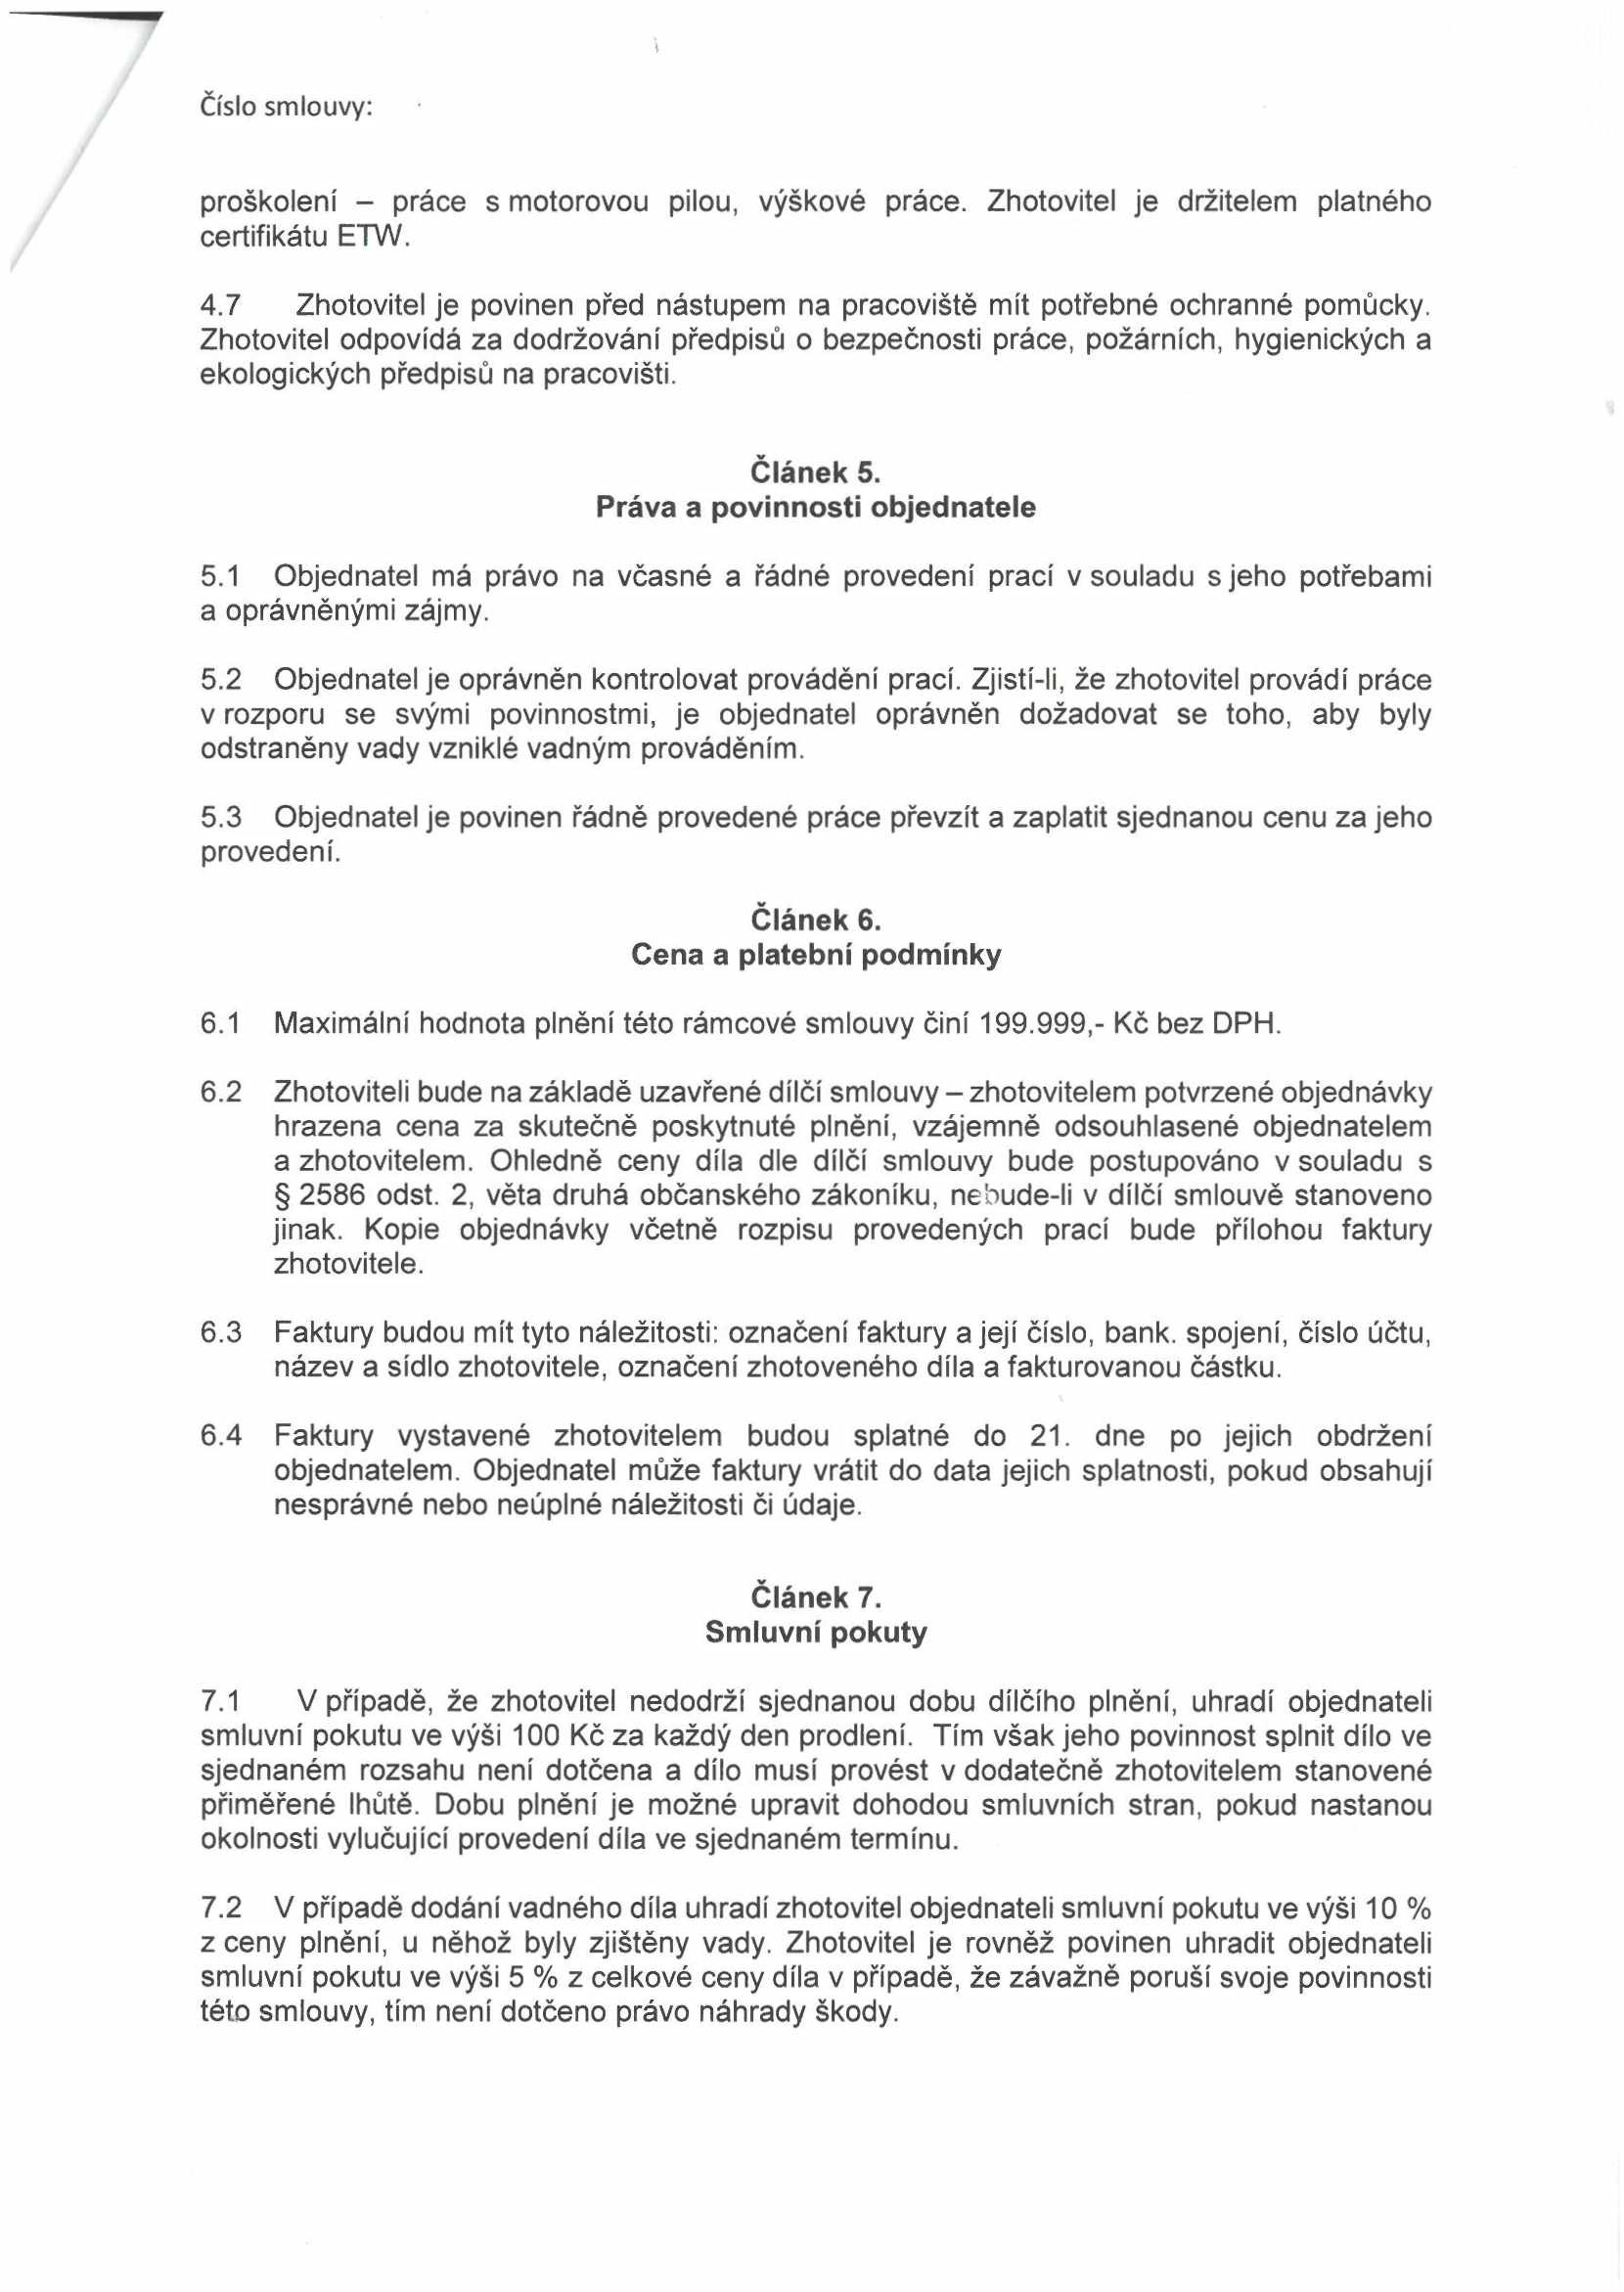 Číslo smlouvy:
proškolení – práce s motorovou pilou, výškové práce. Zhotovitel je držitelem platného
certifikátu ETW.
4.7 Zhotovitel je povinen před nástupem na pracoviště mít potřebné ochranné pomůcky.
Zhotovitel odpovídá za dodržování předpisů o bezpečnosti práce, požárních, hygienických a
ekologických předpisů na pracovišti.
Článek 5.
Práva a povinnosti objednatele
5.1 Objednatel má právo na včasné a řádné provedení prací v souladu s jeho potřebami
a oprávněnými zájmy.
5.2 Objednatel je oprávněn kontrolovat provádění prací. Zjistí-li, že zhotovitel provádí práce
v rozporu se svými povinnostmi, je objednatel oprávněn dožadovat se toho, aby byly
odstraněny vady vzniklé vadným prováděním.
5.3 Objednatel je povinen řádně provedené práce převzít a zaplatit sjednanou cenu za jeho
provedení.
Článek 6.
Cena a platební podmínky
6.1 Maximální hodnota plnění této rámcové smlouvy činí 199.999,- Kč bez DPH.
6.2 Zhotoviteli bude na základě uzavřené dílčí smlouvy – zhotovitelem potvrzené objednávky
hrazena cena za skutečně poskytnuté plnění, vzájemně odsouhlasené objednatelem
a zhotovitelem. Ohledně ceny díla dle dílčí smlouvy bude postupováno v souladu s
§ 2586 odst. 2, věta druhá občanského zákoníku, nebude-li v dílčí smlouvě stanoveno
jinak. Kopie objednávky včetně rozpisu provedených prací bude přílohou faktury
zhotovitele.
6.3 Faktury budou mít tyto náležitosti: označení faktury a její číslo, bank. spojení, číslo účtu,
název a sídlo zhotovitele, označení zhotoveného díla a fakturovanou částku.
6.4 Faktury vystavené zhotovitelem budou splatné do 21. dne po jejich obdržení
objednatelem. Objednatel může faktury vrátit do data jejich splatnosti, pokud obsahují
nesprávné nebo neúplné náležitosti či údaje.
Článek 7.
Smluvní pokuty
7.1 V případě, že zhotovitel nedodrží sjednanou dobu dílčího plnění, uhradí objednateli
smluvní pokutu ve výši 100 Kč za každý den prodlení. Tím však jeho povinnost splnit dílo ve
sjednaném rozsahu není dotčena a dílo musí provést v dodatečně zhotovitelem stanovené
přiměřené lhůtě. Dobu plnění je možné upravit dohodou smluvních stran, pokud nastanou
okolnosti vylučující provedení díla ve sjednaném termínu.
7.2 V případě dodání vadného díla uhradí zhotovitel objednateli smluvní pokutu ve výši 10 %
z ceny plnění, u něhož byly zjištěny vady. Zhotovitel je rovněž povinen uhradit objednateli
smluvní pokutu ve výši 5 % z celkové ceny díla v případě, že závažně poruší svoje povinnosti
této smlouvy, tím není dotčeno právo náhrady škody.